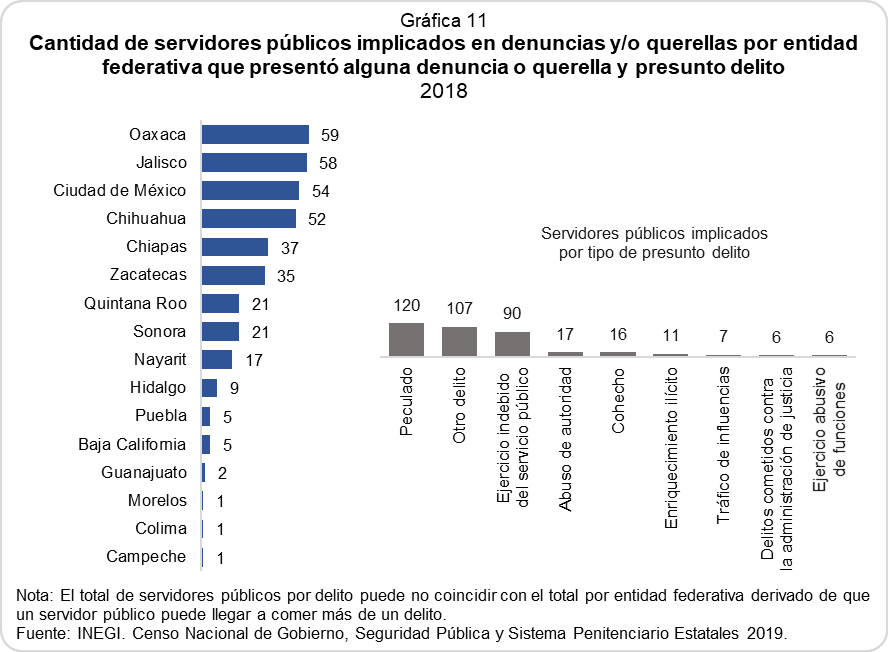 Gráfica 11
Cantidad de servidores públicos implicados en denuncias y/o querellas por entidad
federativa que presentó alguna denuncia o querella y presunto delito
2018
Oaxaca 59
Jalisco 58
Ciudad de México 54
Chihuahua 52
Chiapas 37
Zacatecas 35
Quintana Roo 21
Sonora 21
Nayarit 17
Hidalgo 9
Puebla 5
Baja California 5
Guanajuato 2
Morelos 1
Colima 1
Campeche 1
Servidores públicos implicados
por tipo de presunto delito
120 107 90 17 16 11 7 6 6
Peculado
Otro delito
Ejercicio indebido
del servicio público
Abuso de autoridad
Cohecho
Enriquecimiento ilícito
Tráfico de influencias
Delitos cometidos contra
la administración de justicia
Ejercicio abusivo
de funciones
Nota: El total de servidores públicos por delito puede no coincidir con el total por entidad federativa derivado de que
un servidor público puede llegar a comer más de un delito.
Fuente: INEGI. Censo Nacional de Gobierno, Seguridad Pública y Sistema Penitenciario Estatales 2019.